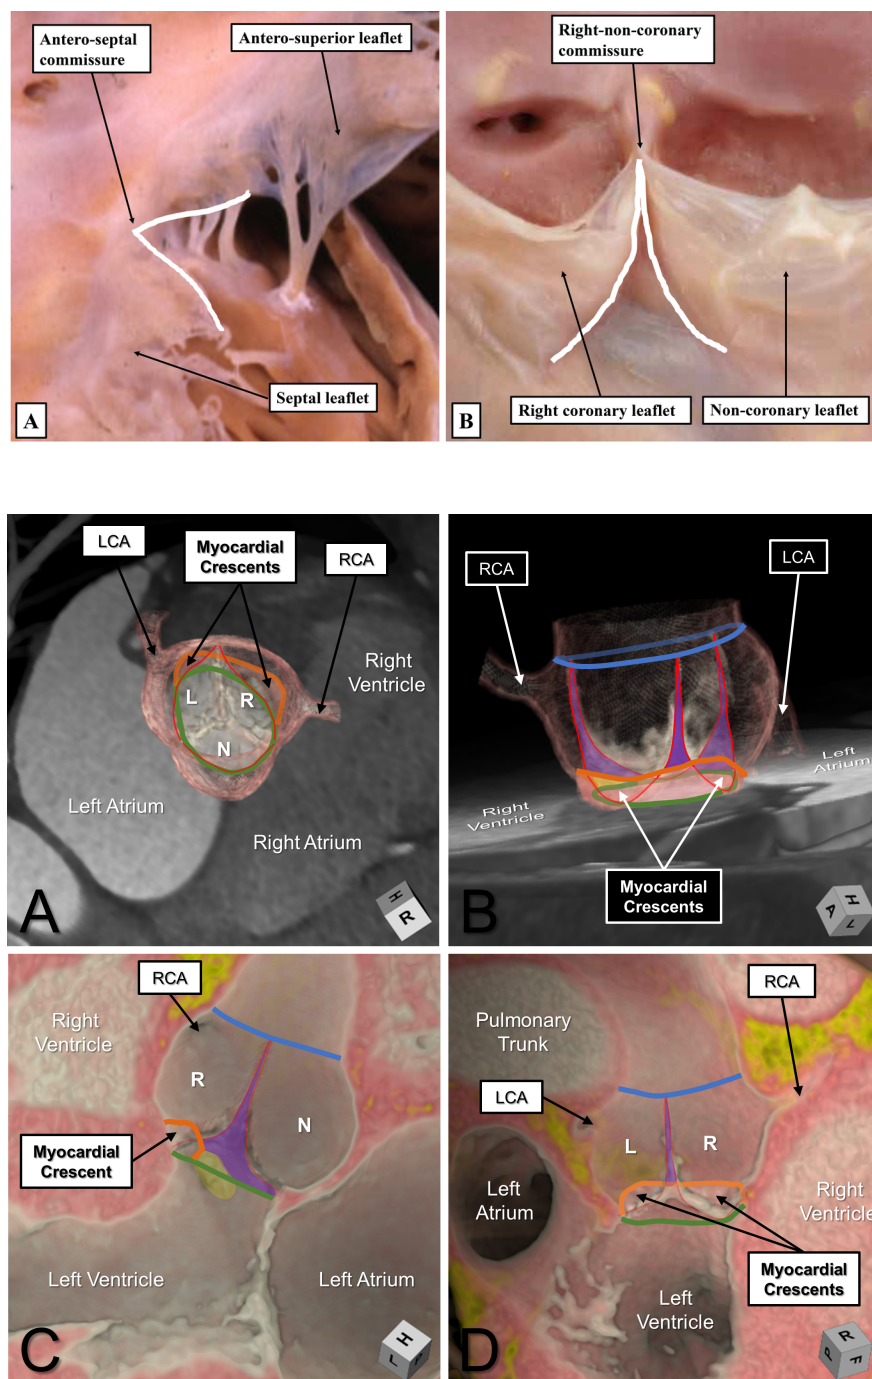 Antero-septal
commissure
Antero-superior leaflet
Septal leaflet
A
Right-non-coronary
commissure
Right coronary leaflet
Non-coronary leaflet
B
LCA
Myocardial
Crescents
RCA
Right
Ventricle
L
R
N
Left Atrium
Right Atrium
A
H
R
RCA
LCA
Left
Atrium
Right
Ventricle
Myocardial
Crescents
B
H
A
L
RCA
Right
Ventricle
R
N
Myocardial
Crescent
Left Ventricle
Left Atrium
C
H
L
Pulmonary
Trunk
RCA
LCA
L
R
Left
Atrium
Right
Ventricle
Myocardial
Crescents
Left
Ventricle
D
R
P
F